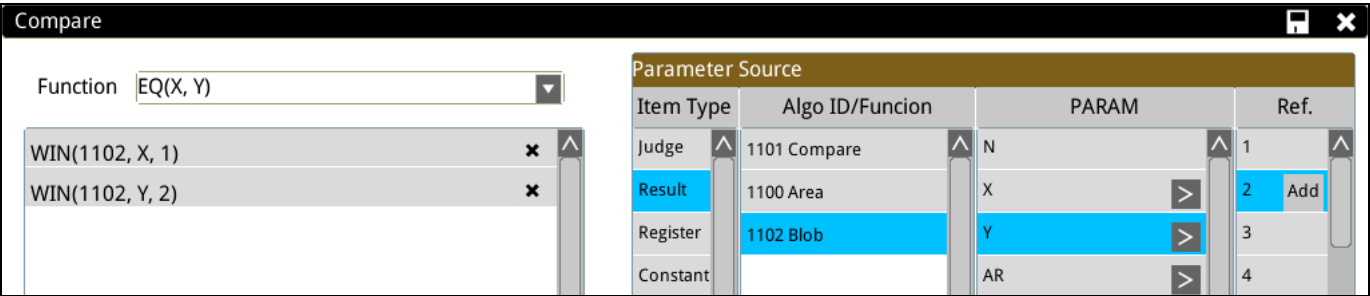 Compare
Function EQ(X, Y)
WIN(1102, X, 1)
WIN(1102, Y, 2)
Parameter Source
Item Type Algo ID/Funcion PARAM Ref.
Judge 1101 Compare N 1
Result 1100 Area X > 2 Add
Register 1102 Blob Y > 3
Constant AR > 4